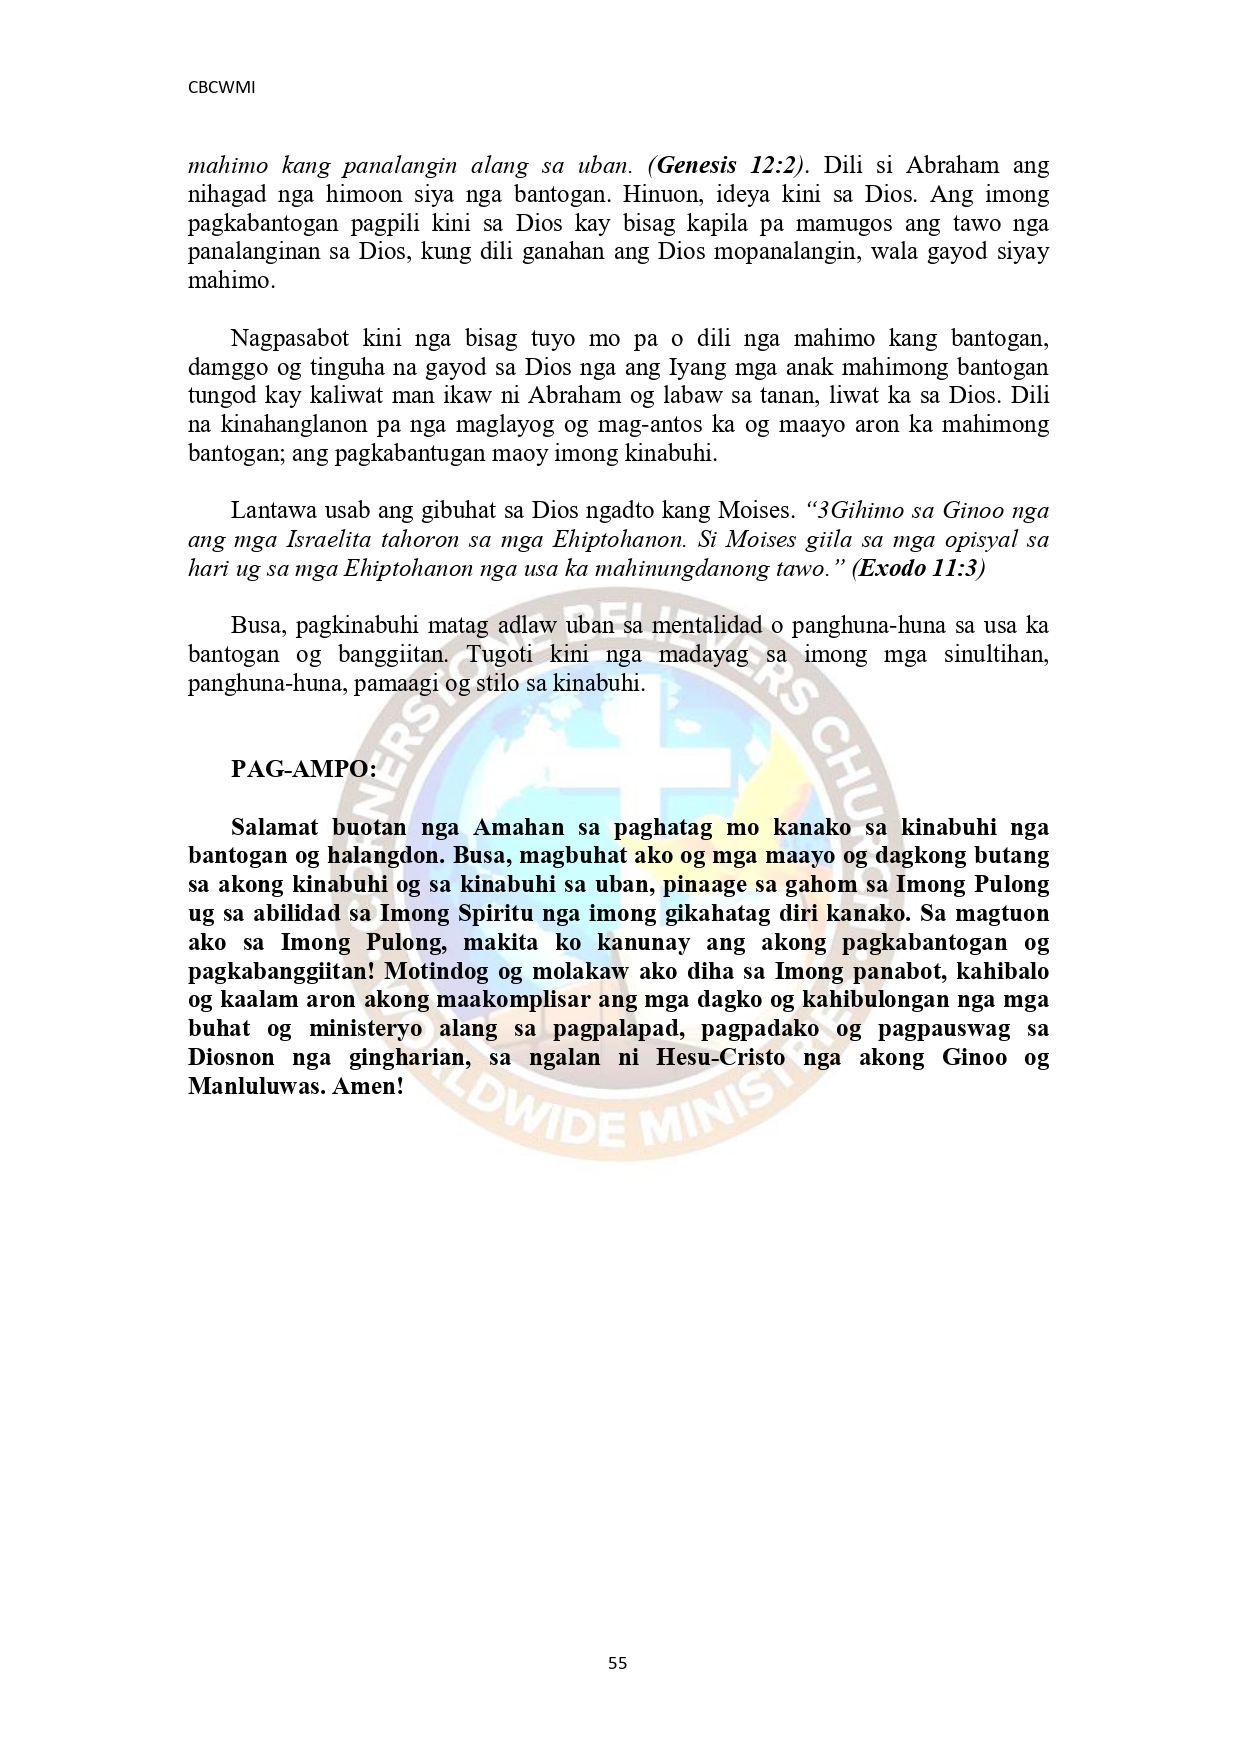 CBCWMI
mahimo kang panalangin alang sa uban. (Genesis 12:2). Dili si Abraham ang
nihagad nga himoon siya nga bantogan. Hinuon, ideya kini sa Dios. Ang imong
pagkabantogan pagpili kini sa Dios kay bisag kapila pa mamugos ang tawo nga
panalanginan sa Dios, kung dili ganahan ang Dios mopanalangin, wala gayod siyay
mahimo.
Nagpasabot kini nga bisag tuyo mo pa o dili nga mahimo kang bantogan,
damggo og tinguha na gayod sa Dios nga ang Iyang mga anak mahimong bantogan
tungod kay kaliwat man ikaw ni Abraham og labaw sa tanan, liwat ka sa Dios. Dili
na kinahanglanon pa nga maglayog og mag-antos ka og maayo aron ka mahimong
bantogan; ang pagkabantugan maoy imong kinabuhi.
Lantawa usab ang gibuhat sa Dios ngadto kang Moises. “3Gihimo sa Ginoo nga
ang mga Israelita tahoron sa mga Ehiptohanon. Si Moises giila sa mga opisyal sa
hari ug sa mga Ehiptohanon nga usa ka mahinungdanong tawo.” (Exodo 11:3)
Busa, pagkinabuhi matag adlaw uban sa mentalidad o panghuna-huna sa usa ka
bantogan og banggiitan. Tugoti kini nga madayag sa imong mga sinultihan,
panghuna-huna, pamaagi og stilo sa kinabuhi.
PAG-AMPO:
Salamat buotan nga Amahan sa paghatag mo kanako sa kinabuhi nga
bantogan og halangdon. Busa, magbuhat ako og mga maayo og dagkong butang
sa akong kinabuhi og sa kinabuhi sa uban, pinaage sa gahom sa Imong Pulong
ug sa abilidad sa Imong Spiritu nga imong gikahatag diri kanako. Sa magtuon
ako sa Imong Pulong, makita ko kanunay ang akong pagkabantogan og
pagkabanggiitan! Motindog og molakaw ako diha sa Imong panabot, kahibalo
og kaalam aron akong maakomplisar ang mga dagko og kahibulongan nga mga
buhat og ministeryo alang sa pagpalapad, pagpadako og pagpauswag sa
Diosnon nga gingharian, sa ngalan ni Hesu-Cristo nga akong Ginoo og
Manluluwas. Amen!
CORNERSTONE BELIEVERS CHURCH
WORLDWIDE MINISTRIES
55